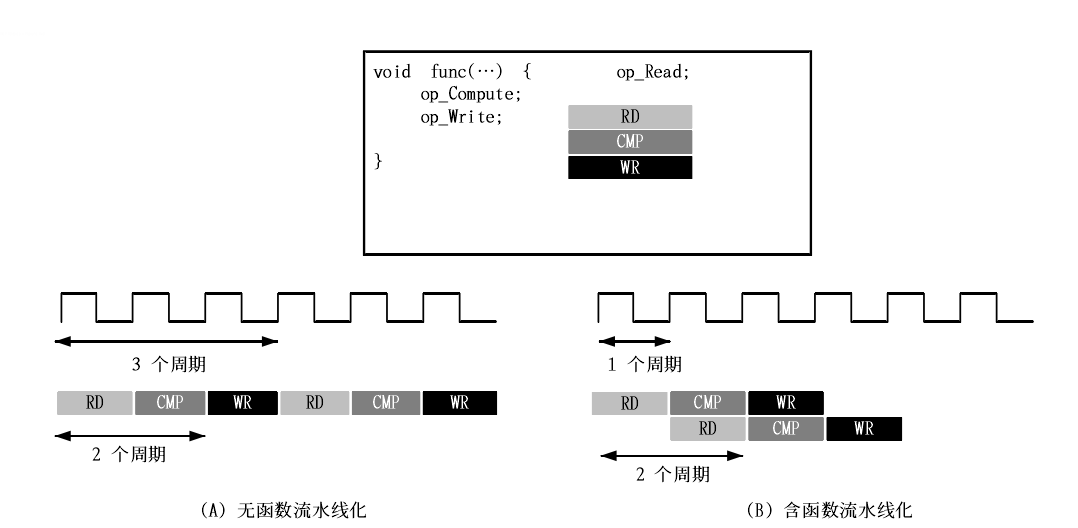 void func(…) { op_Read;
op_Compute;
op_Write;
}
RD
CMP
WR
3 个周期
RD CMP WR RD CMP WR
2 个周期
(A) 无函数流水线化
1 个周期
RD CMP WR
RD CMP WR
2 个周期
(B) 含函数流水线化